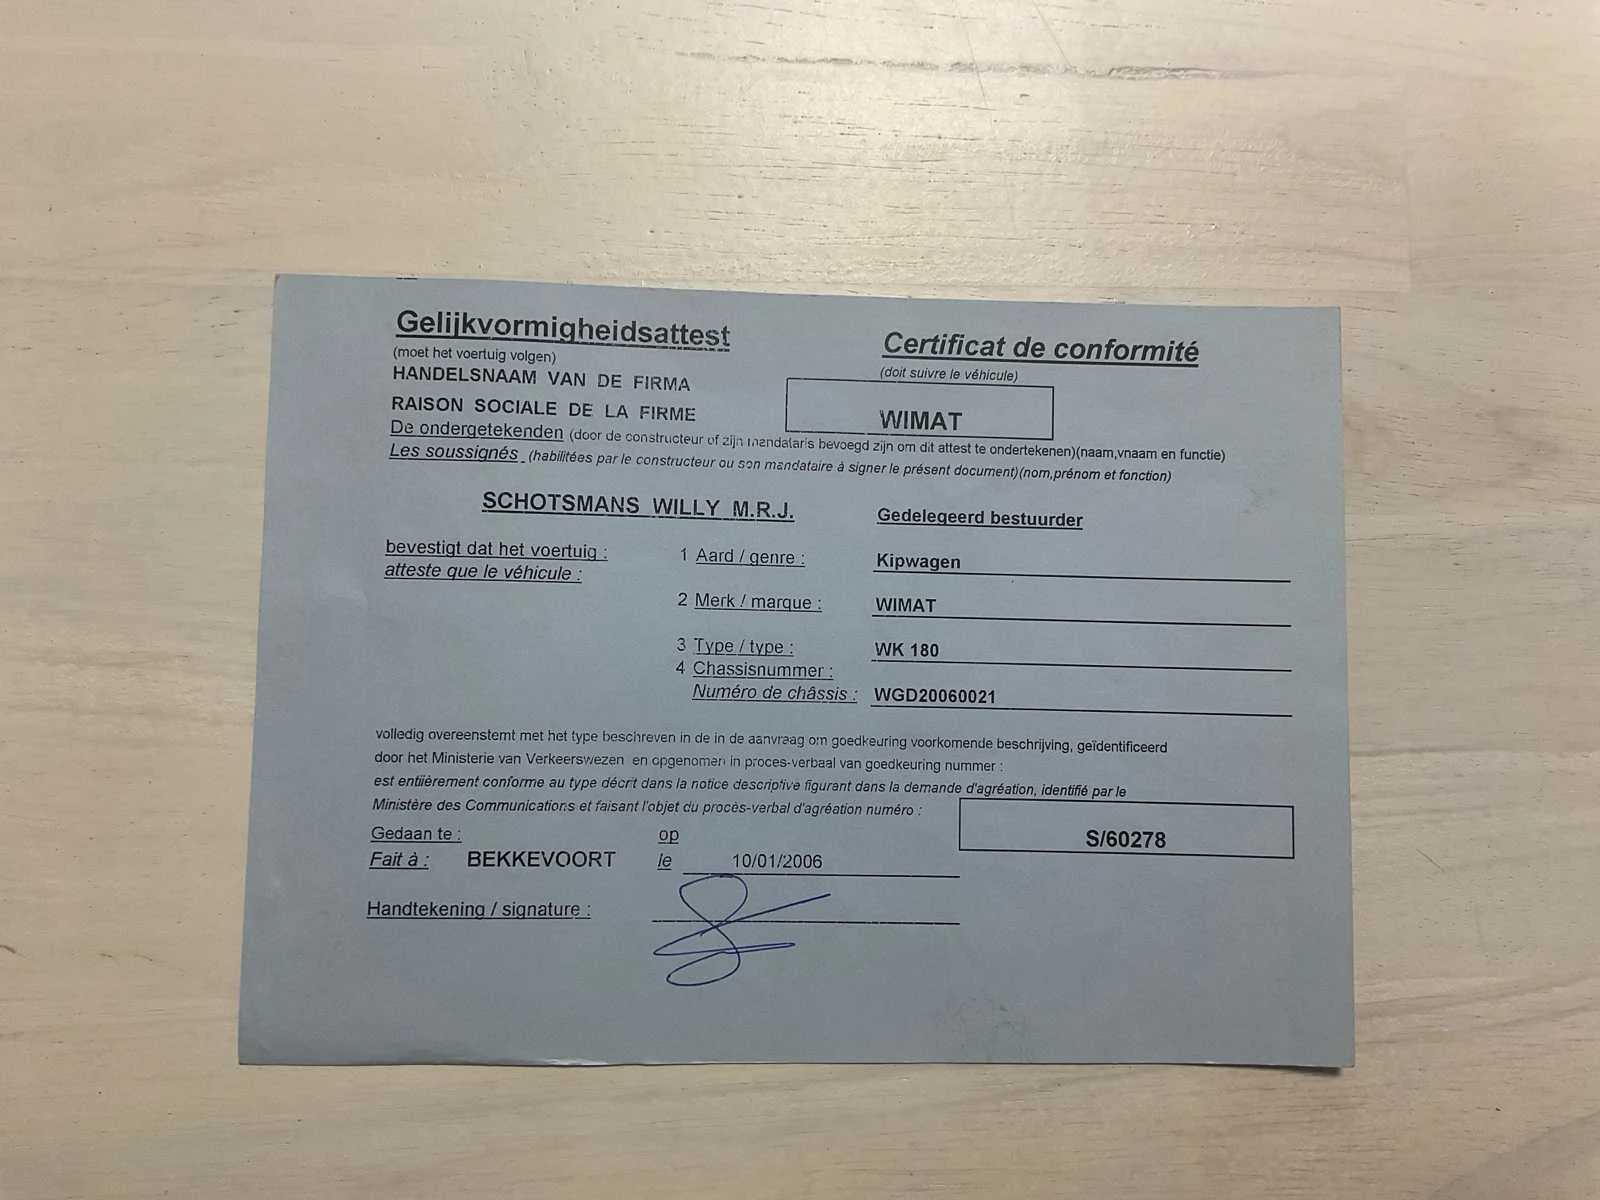 Gelijkvormigheidsattest
(moet het voertuig volgen)
Certificat de conformité
(doit suivre le véhicule)
HANDELSNAAM VAN DE FIRMA
RAISON SOCIALE DE LA FIRME
WIMAT
De ondergetekenden (door de constructeur of zijn mandataris bevoegd zijn om dit attest te ondertekenen)(naam,vnaam en functie)
Les soussignés (habilitées par le constructeur ou son mandataire à signer le présent document)(nom,prénom et fonction)
SCHOTSMANS WILLY M.R.J. Gedelegeerd bestuurder
bevestigt dat het voertuig :
atteste que le véhicule :
1 Aard / genre : Kipwagen
2 Merk / marque : WIMAT
3 Type / type : WK 180
4 Chassisnummer :
Numéro de châssis : WGD20060021
volledig overeenstemt met het type beschreven in de in de aanvraag om goedkeuring voorkomende beschrijving, geïdentificeerd
door het Ministerie van Verkeerswezen en opgenomen in proces-verbaal van goedkeuring nummer :
est entiièrement conforme au type décrit dans la notice descriptive figurant dans la demande d'agréation, identifié par le
Ministère des Communications et faisant l'objet du procès-verbal d'agréation numéro :
S/60278
Gedaan te : op
Fait à : BEKKEVOORT le 10/01/2006
Handtekening / signature :